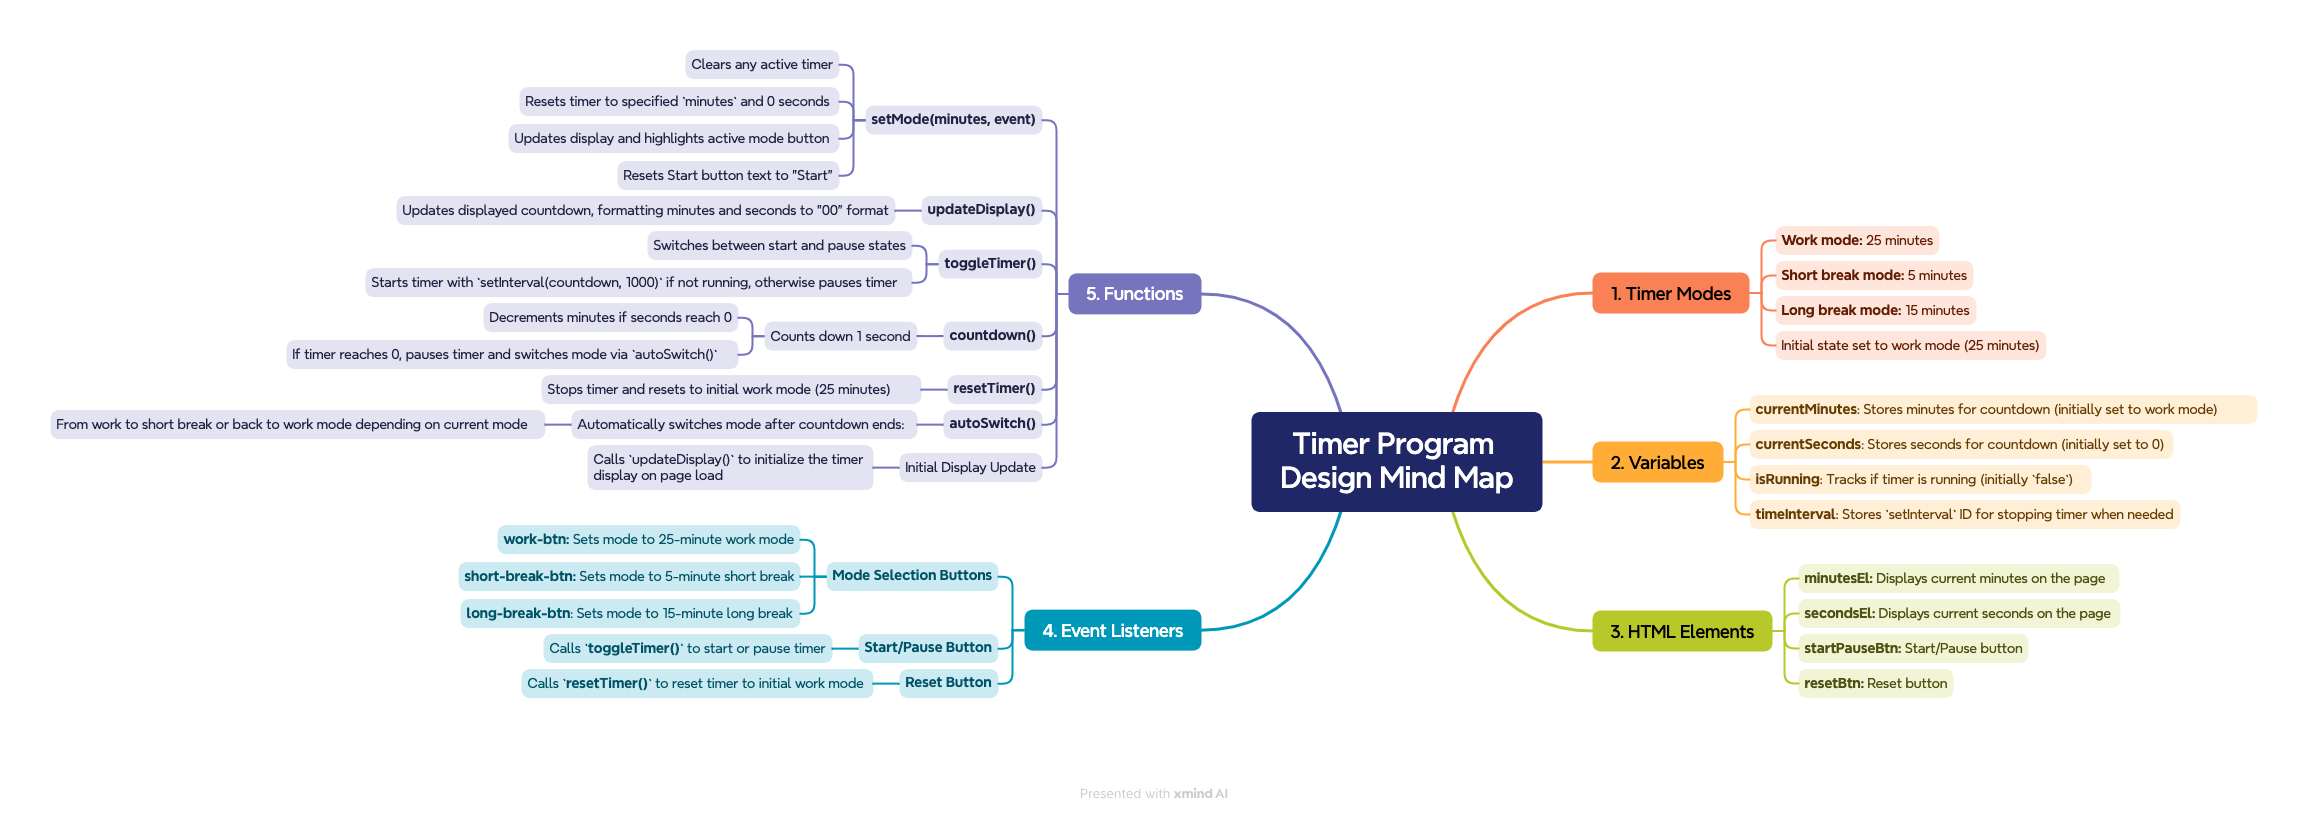 Timer Program
Design Mind Map
1. Timer Modes
Work mode: 25 minutes
Short break mode: 5 minutes
Long break mode: 15 minutes
Initial state set to work mode (25 minutes)
2. Variables
currentMinutes: Stores minutes for countdown (initially set to work mode)
currentSeconds: Stores seconds for countdown (initially set to 0)
isRunning: Tracks if timer is running (initially `false`)
timeInterval: Stores `setInterval` ID for stopping timer when needed
3. HTML Elements
minutesEl: Displays current minutes on the page
secondsEl: Displays current seconds on the page
startPauseBtn: Start/Pause button
resetBtn: Reset button
4. Event Listeners
Mode Selection Buttons
work-btn: Sets mode to 25-minute work mode
short-break-btn: Sets mode to 5-minute short break
long-break-btn: Sets mode to 15-minute long break
Start/Pause Button
Calls `toggleTimer()` to start or pause timer
Reset Button
Calls `resetTimer()` to reset timer to initial work mode
5. Functions
setMode(minutes, event)
Clears any active timer
Resets timer to specified `minutes` and 0 seconds
Updates display and highlights active mode button
Resets Start button text to "Start"
updateDisplay()
Updates displayed countdown, formatting minutes and seconds to "00" format
toggleTimer()
Switches between start and pause states
Starts timer with `setInterval(countdown, 1000)` if not running, otherwise pauses timer
countdown()
Counts down 1 second
Decrements minutes if seconds reach 0
If timer reaches 0, pauses timer and switches mode via `autoSwitch()`
resetTimer()
Stops timer and resets to initial work mode (25 minutes)
autoSwitch()
Automatically switches mode after countdown ends:
From work to short break or back to work mode depending on current mode
Initial Display Update
Calls `updateDisplay()` to initialize the timer
display on page load
Presented with xmind AI